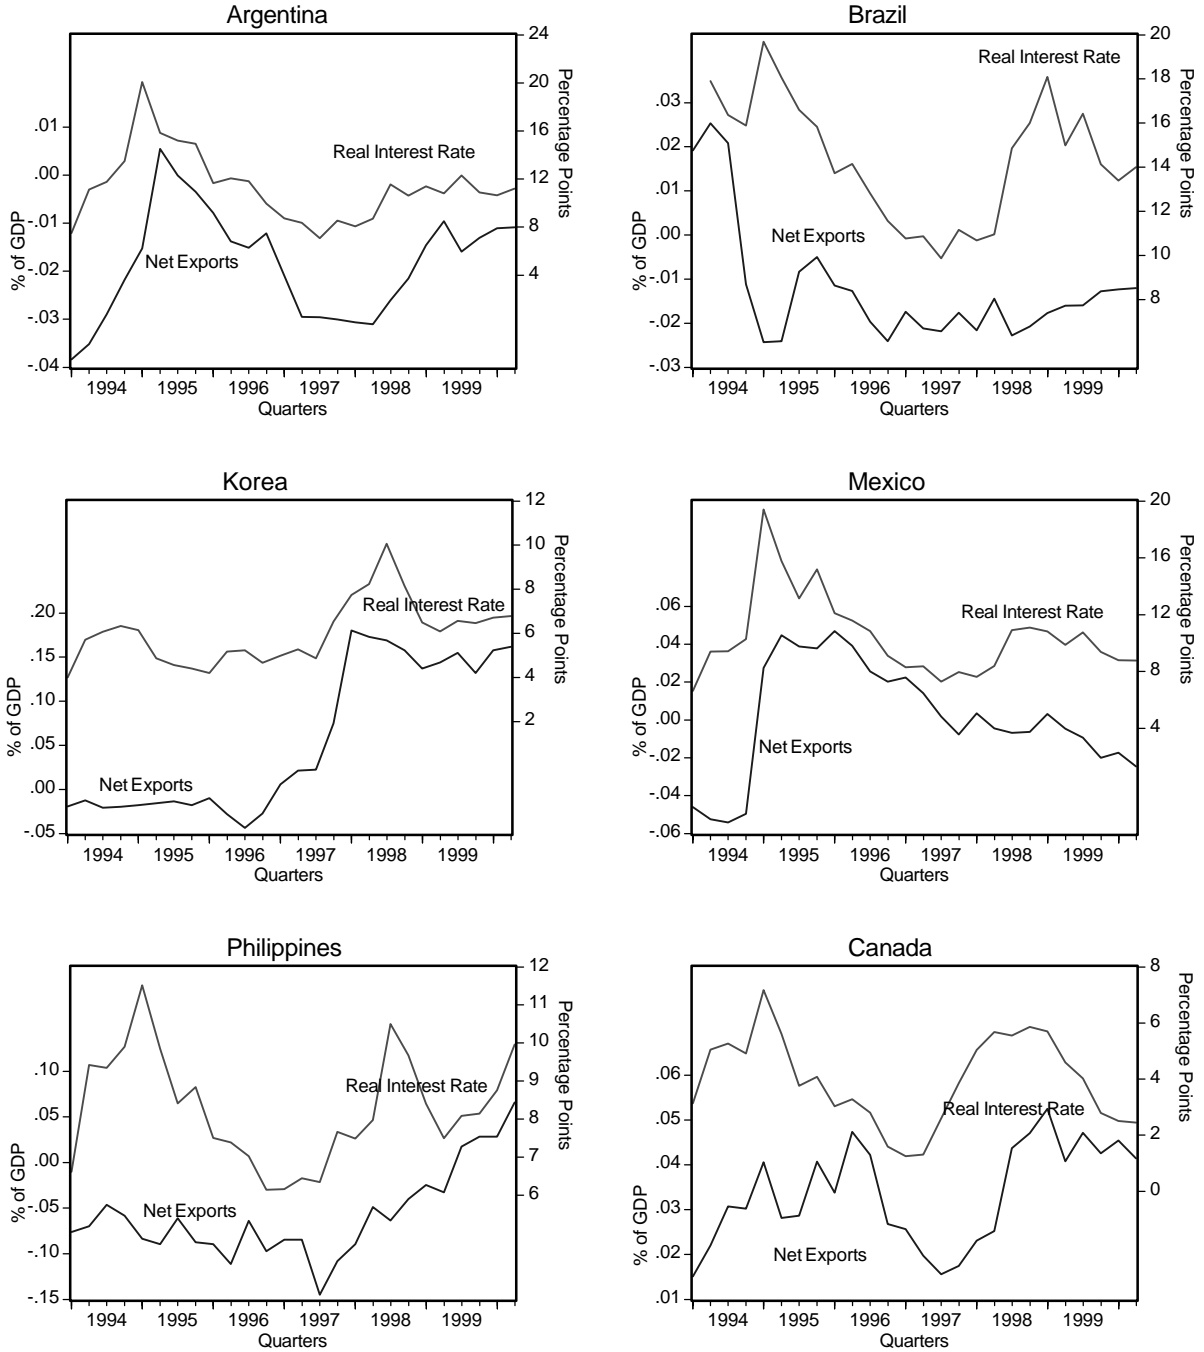 Argentina
24
20
16
12
8
4
.01
.00
-.01
-.02
-.03
-.04
% of GDP
Percentage Points
Real Interest Rate
Net Exports
1994 1995 1996 1997 1998 1999
Quarters
Brazil
20
18
16
14
12
10
8
.03
.02
.01
.00
-.01
-.02
-.03
% of GDP
Percentage Points
Real Interest Rate
Net Exports
1994 1995 1996 1997 1998 1999
Quarters
Korea
12
10
8
6
4
2
.20
.15
.10
.05
.00
-.05
% of GDP
Percentage Points
Real Interest Rate
Net Exports
1994 1995 1996 1997 1998 1999
Quarters
Mexico
20
16
12
8
4
.06
.04
.02
.00
-.02
-.04
-.06
% of GDP
Percentage Points
Real Interest Rate
Net Exports
1994 1995 1996 1997 1998 1999
Quarters
Philippines
12
11
10
9
8
7
6
.10
.05
.00
-.05
-.10
-.15
% of GDP
Percentage Points
Real Interest Rate
Net Exports
1994 1995 1996 1997 1998 1999
Quarters
Canada
8
6
4
2
0
.06
.05
.04
.03
.02
.01
% of GDP
Percentage Points
Real Interest Rate
Net Exports
1994 1995 1996 1997 1998 1999
Quarters